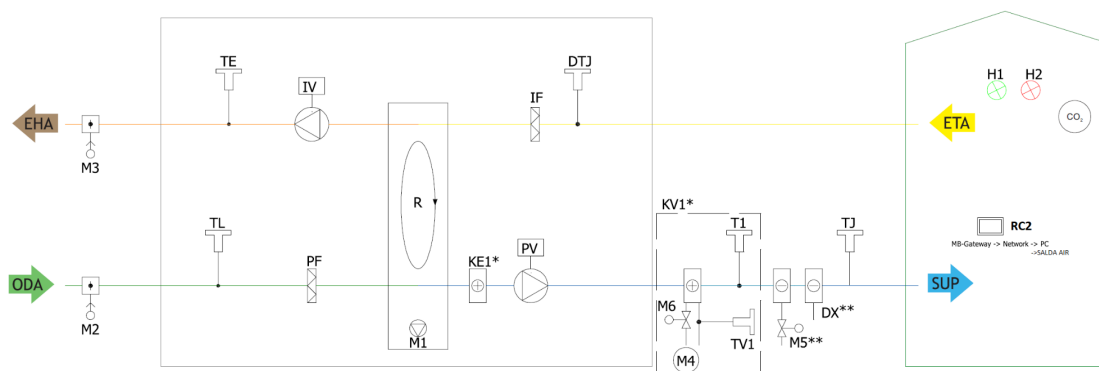 TE
IV
DTJ
IF
H1 H2
EHA
ETA
CO2
M3
R
KV1*
TL
T1
TJ
RC2
MB-Gateway -> Network -> PC
->SALDA AIR
PF
KE1*
PV
ODA
SUP
M6
DX**
M2
M1
TV1
M5**
M4